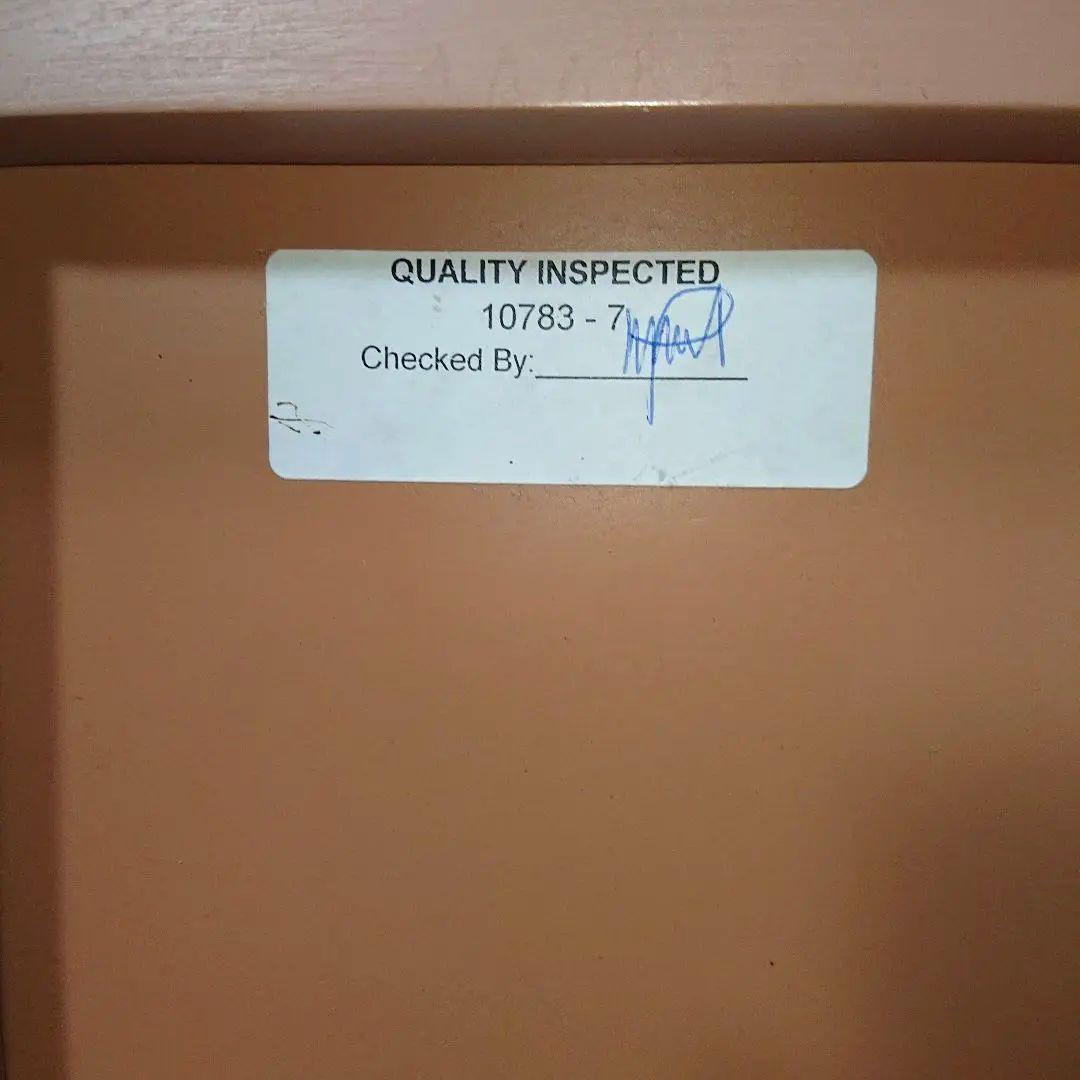 QUALITY INSPECTED
10783 - 7
Checked By: